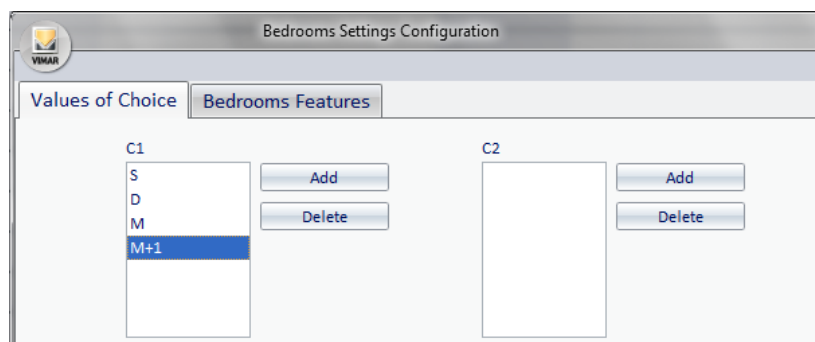 Bedrooms Settings Configuration
VIMAR
Values of Choice
Bedrooms Features
C1
S
D
M
M+1
Add
Delete
C2
Add
Delete